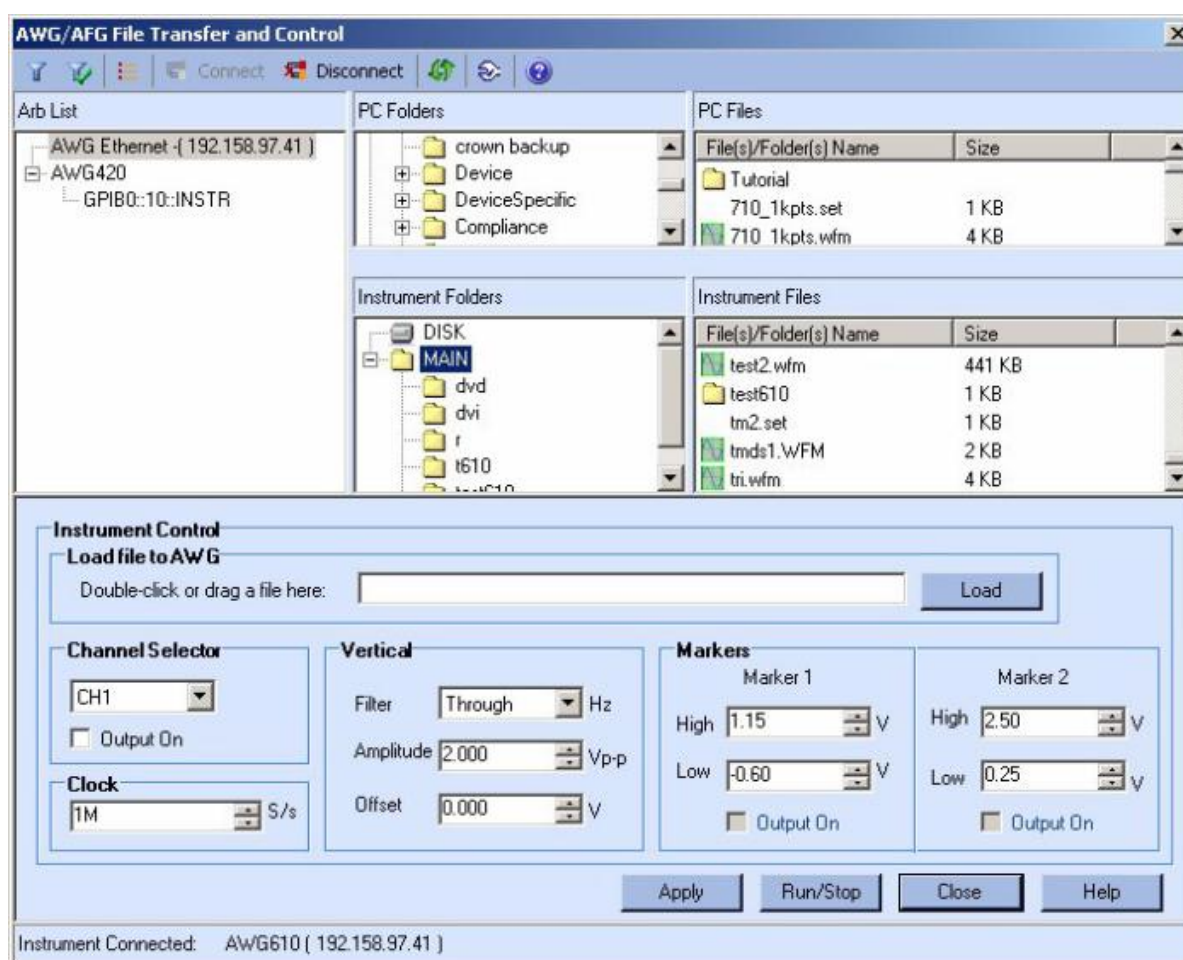 AWG/AFG File Transfer and Control
Connect Disconnect
Arb List
AWG Ethernet -( 192.158.97.41 )
AWG420
GPIB0::10::INSTR
PC Folders
crown backup
Device
DeviceSpecific
Compliance
PC Files
File(s)/Folder(s) Name Size
Tutorial
710_1kpts.set 1 KB
710_1kpts.wfm 4 KB
Instrument Folders
DISK
MAIN
dvd
dvi
r
t610
test610
Instrument Files
File(s)/Folder(s) Name Size
test2.wfm 441 KB
test610 1 KB
tm2.set 1 KB
tmds1.WFM 2 KB
tri.wfm 4 KB
Instrument Control
Load file to AWG
Double-click or drag a file here: Load
Channel Selector
CH1
Output On
Clock
1M S/s
Vertical
Filter Through Hz
Amplitude 2.000 Vp-p
Offset 0.000 V
Markers
Marker 1
High 1.15 V
Low -0.60 V
Output On
Marker 2
High 2.50 V
Low 0.25 V
Output On
Apply Run/Stop Close Help
Instrument Connected: AWG610 ( 192.158.97.41 )